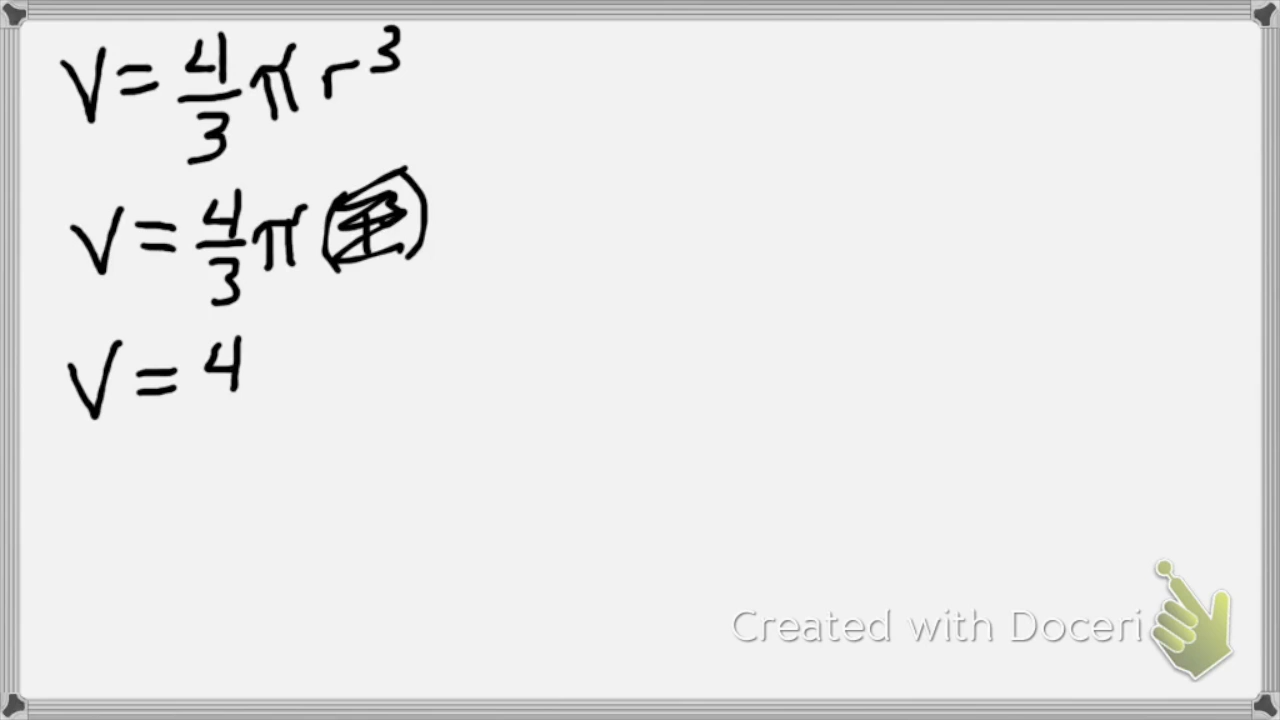 V = 4/3 π r³
V = 4/3 π ( )
V = 4
Created with Doceri